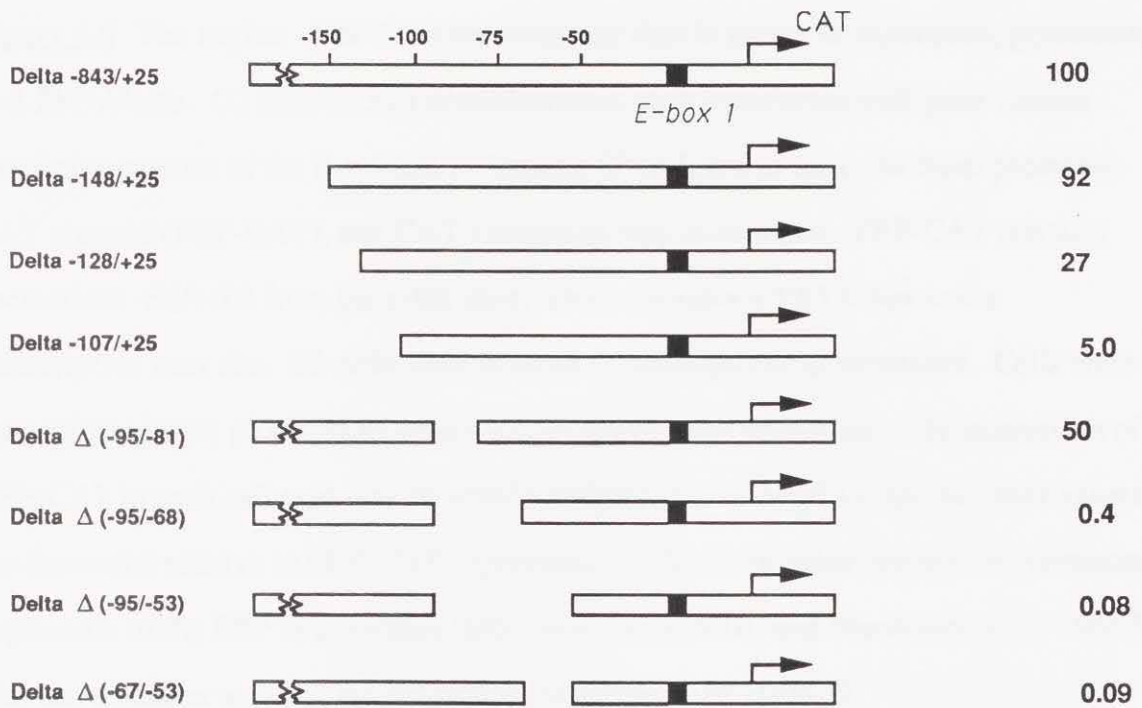 CAT
-150 -100 -75 -50
Delta -843/+25 100
E-box 1
Delta -148/+25 92
Delta -128/+25 27
Delta -107/+25 5.0
Delta Δ (-95/-81) 50
Delta Δ (-95/-68) 0.4
Delta Δ (-95/-53) 0.08
Delta Δ (-67/-53) 0.09